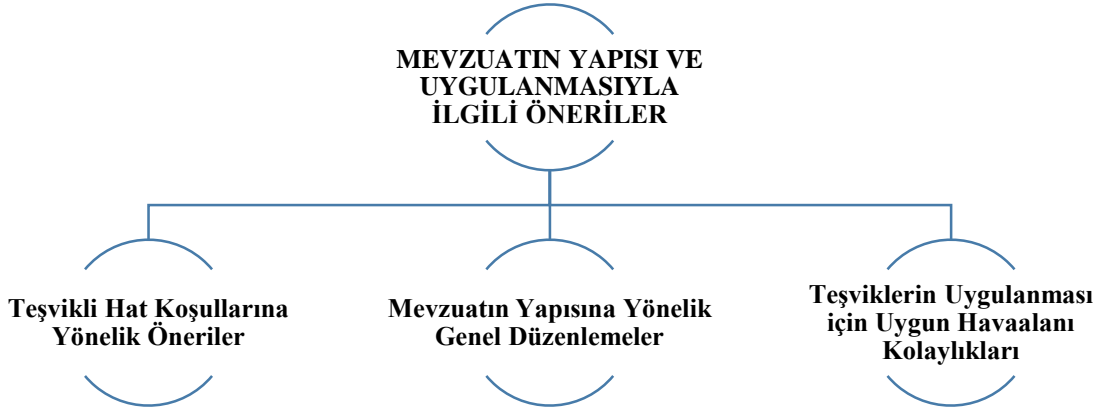 MEVZUATIN YAPISI VE
UYGULANMASIYLA
İLGİLİ ÖNERİLER
Teşvikli Hat Koşullarına
Yönelik Öneriler
Mevzuatın Yapısına Yönelik
Genel Düzenlemeler
Teşviklerin Uygulanması
için Uygun Havaalanı
Kolaylıkları